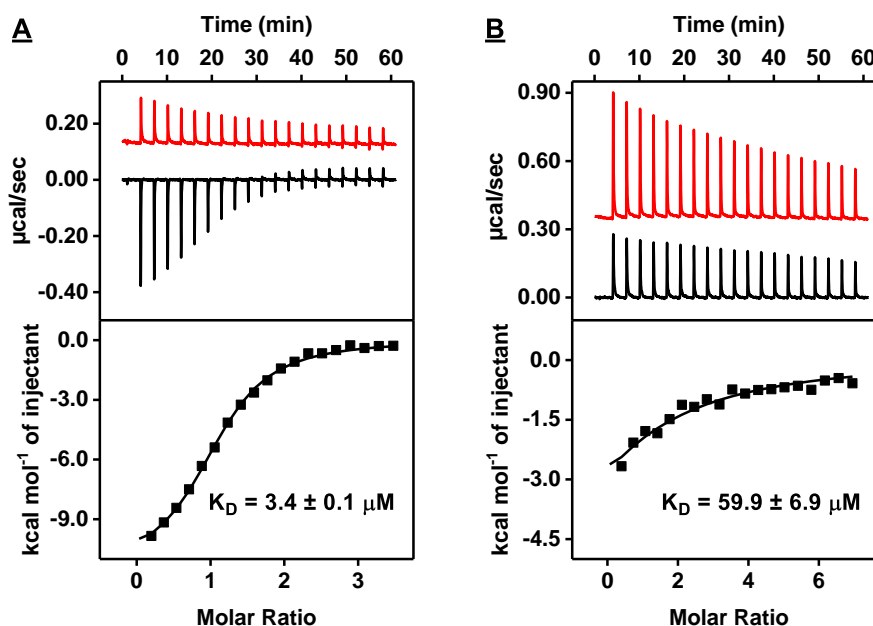 A
Time (min)
0 10 20 30 40 50 60
0.20
0.00
-0.20
-0.40
µcal/sec
0.0
-3.0
-6.0
-9.0
kcal mol⁻¹ of injectant
K_D = 3.4 ± 0.1 µM
0 1 2 3
Molar Ratio
B
Time (min)
0 10 20 30 40 50 60
0.90
0.60
0.30
0.00
µcal/sec
0.0
-1.5
-3.0
-4.5
kcal mol⁻¹ of injectant
K_D = 59.9 ± 6.9 µM
0 2 4 6
Molar Ratio